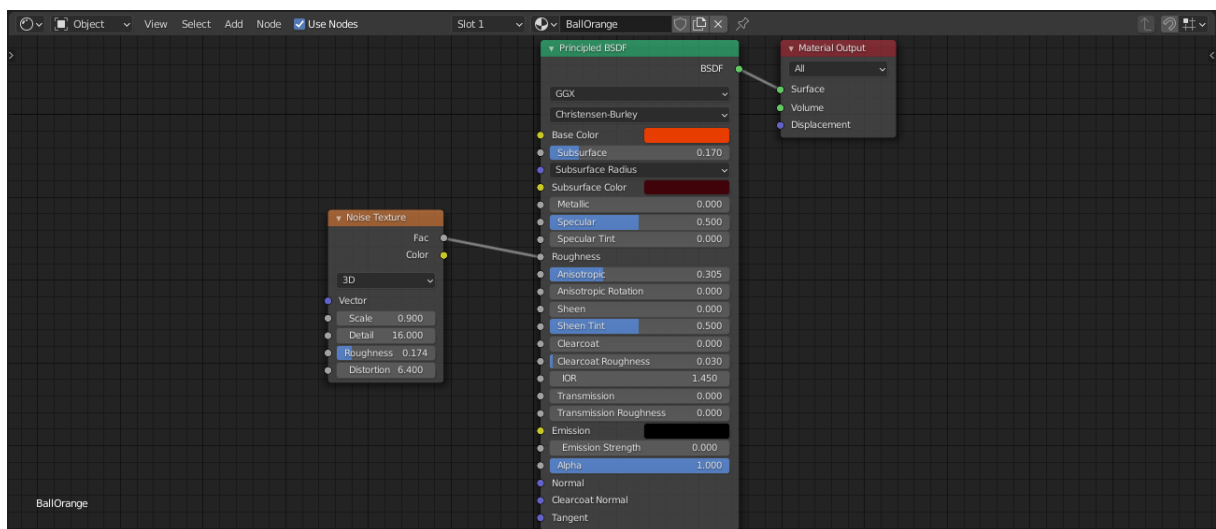 Object View Select Add Node Use Nodes Slot 1 BallOrange
Principled BSDF
BSDF
GGX
Christensen-Burley
Base Color
Subsurface 0.170
Subsurface Radius
Subsurface Color
Metallic 0.000
Specular 0.500
Specular Tint 0.000
Roughness
Anisotropic 0.305
Anisotropic Rotation 0.000
Sheen 0.000
Sheen Tint 0.500
Clearcoat 0.000
Clearcoat Roughness 0.030
IOR 1.450
Transmission 0.000
Transmission Roughness 0.000
Emission
Emission Strength 0.000
Alpha 1.000
Normal
Clearcoat Normal
Tangent
Material Output
All
Surface
Volume
Displacement
Noise Texture
Fac
Color
3D
Vector
Scale 0.900
Detail 16.000
Roughness 0.174
Distortion 6.400
BallOrange